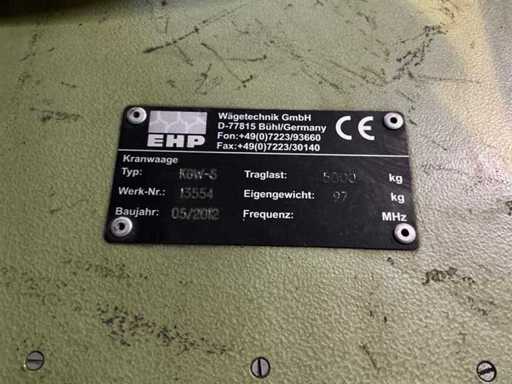 EHP
Wägetechnik GmbH
D-77815 Bühl/Germany
Fon:+49(0)7223/93660
Fax:+49(0)7223/30140
CE
Kranwaage
Typ: KGW-5 Traglast: 5000 kg
Werk-Nr.: 13554 Eigengewicht: 97 kg
Baujahr: 05/2012 Frequenz: MHz